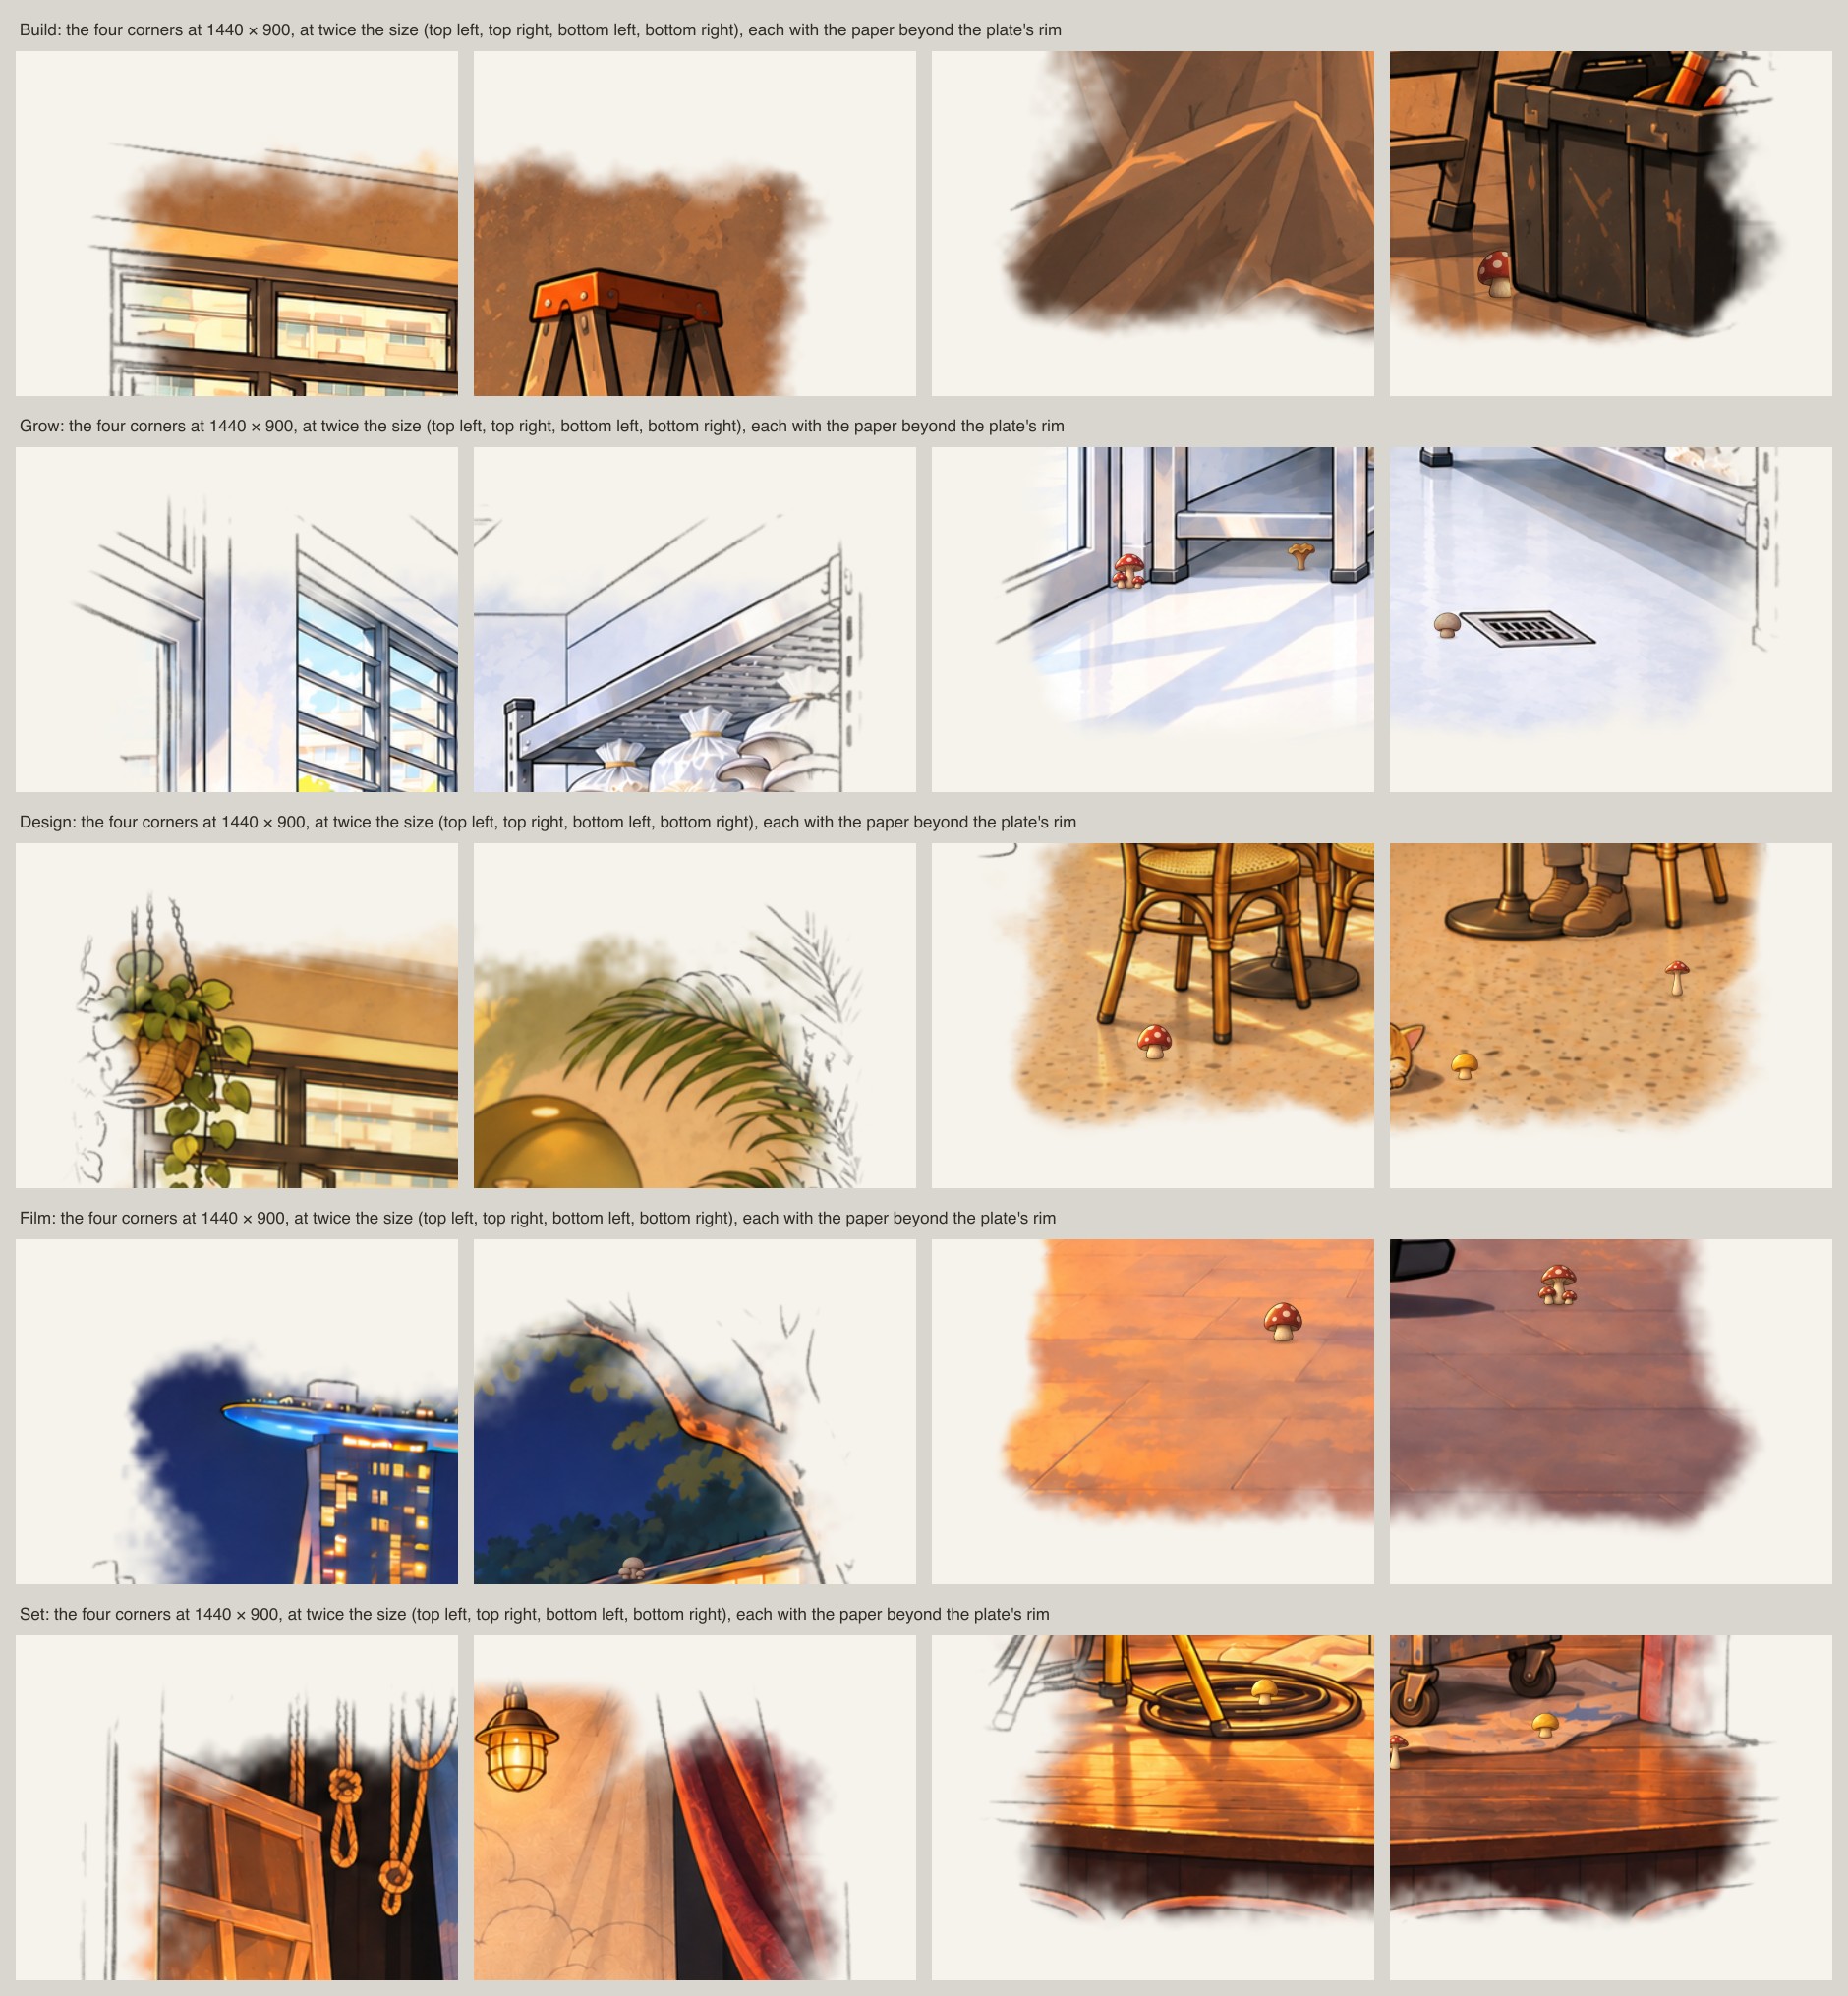 Build: the four corners at 1440 × 900, at twice the size (top left, top right, bottom left, bottom right), each with the paper beyond the plate's rim
Grow: the four corners at 1440 × 900, at twice the size (top left, top right, bottom left, bottom right), each with the paper beyond the plate's rim
Design: the four corners at 1440 × 900, at twice the size (top left, top right, bottom left, bottom right), each with the paper beyond the plate's rim
Film: the four corners at 1440 × 900, at twice the size (top left, top right, bottom left, bottom right), each with the paper beyond the plate's rim
Set: the four corners at 1440 × 900, at twice the size (top left, top right, bottom left, bottom right), each with the paper beyond the plate's rim